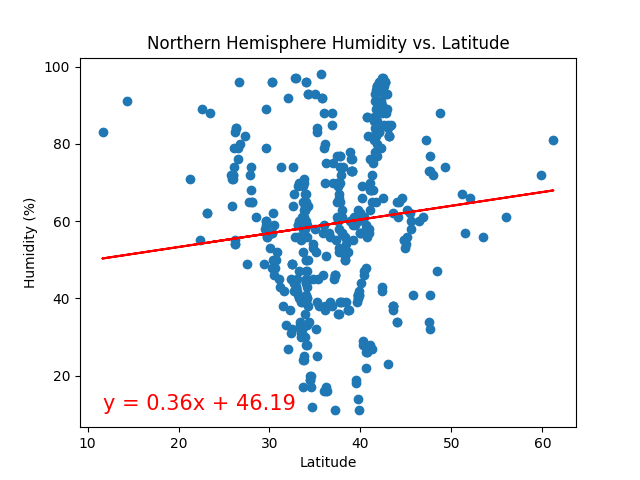 Northern Hemisphere Humidity vs. Latitude
100
80
60
40
20
Humidity (%)
y = 0.36x + 46.19
10 20 30 40 50 60
Latitude